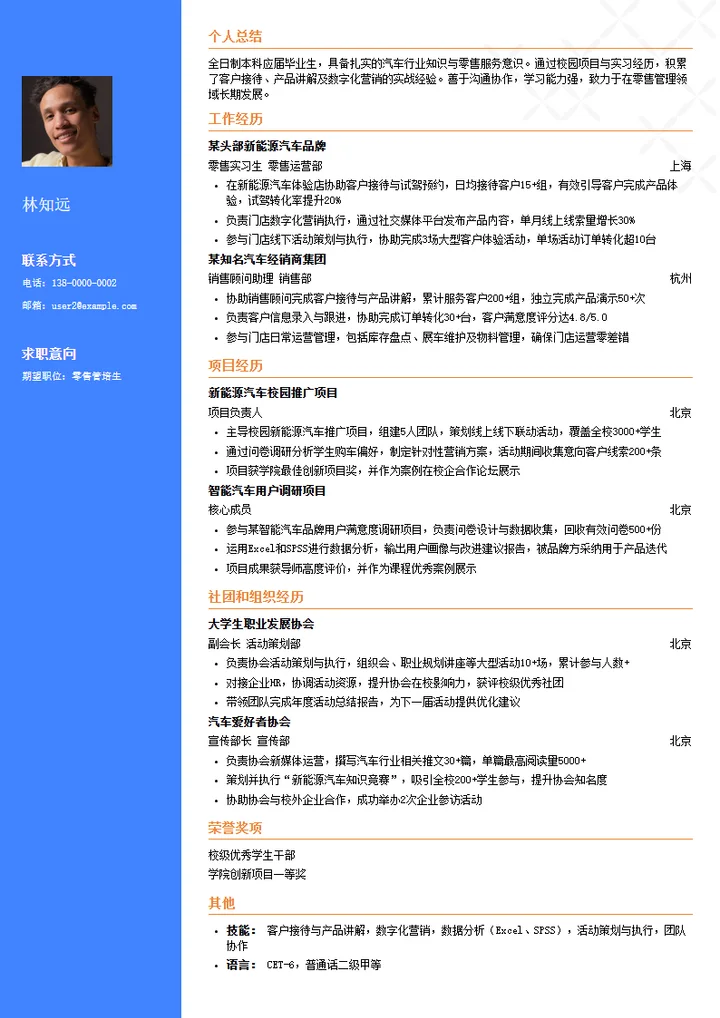 林知远
联系方式
电话：138-0000-0002
邮箱：user2@example.com
求职意向
期望职位：零售管培生
个人总结
全日制本科应届毕业生，具备扎实的汽车行业知识与零售服务意识。通过校园项目与实习经历，积累
了客户接待、产品讲解及数字化营销的实战经验。善于沟通协作，学习能力强，致力于在零售管理领
域长期发展。
工作经历
某头部新能源汽车品牌
零售实习生 零售运营部 上海
• 在新能源汽车体验店协助客户接待与试驾预约，日均接待客户15+组，有效引导客户完成产品体
验，试驾转化率提升20%
• 负责门店数字化营销执行，通过社交媒体平台发布产品内容，单月线上线索量增长30%
• 参与门店线下活动策划与执行，协助完成3场大型客户体验活动，单场活动订单转化超10台
某知名汽车经销商集团
销售顾问助理 销售部 杭州
• 协助销售顾问完成客户接待与产品讲解，累计服务客户200+组，独立完成产品演示50+次
• 负责客户信息录入与跟进，协助完成订单转化30+台，客户满意度评分达4.8/5.0
• 参与门店日常运营管理，包括库存盘点、展车维护及物料管理，确保门店运营零差错
项目经历
新能源汽车校园推广项目
项目负责人 北京
• 主导校园新能源汽车推广项目，组建5人团队，策划线上线下联动活动，覆盖全校3000+学生
• 通过问卷调研分析学生购车偏好，制定针对性营销方案，活动期间收集意向客户线索200+条
• 项目获学院最佳创新项目奖，并作为案例在校企合作论坛展示
智能汽车用户调研项目
核心成员 北京
• 参与某智能汽车品牌用户满意度调研项目，负责问卷设计与数据收集，回收有效问卷500+份
• 运用Excel和SPSS进行数据分析，输出用户画像与改进建议报告，被品牌方采纳用于产品迭代
• 项目成果获导师高度评价，并作为课程优秀案例展示
社团和组织经历
大学生职业发展协会
副会长 活动策划部 北京
• 负责协会活动策划与执行，组织会、职业规划讲座等大型活动10+场，累计参与人数+
• 对接企业HR，协调活动资源，提升协会在校影响力，获评校级优秀社团
• 带领团队完成年度活动总结报告，为下一届活动提供优化建议
汽车爱好者协会
宣传部长 宣传部 北京
• 负责协会新媒体运营，撰写汽车行业相关推文30+篇，单篇最高阅读量5000+
• 策划并执行“新能源汽车知识竞赛”，吸引全校200+学生参与，提升协会知名度
• 协助协会与校外企业合作，成功举办2次企业参访活动
荣誉奖项
校级优秀学生干部
学院创新项目一等奖
其他
• 技能： 客户接待与产品讲解，数字化营销，数据分析（Excel、SPSS），活动策划与执行，团队
协作
• 语言： CET-6，普通话二级甲等